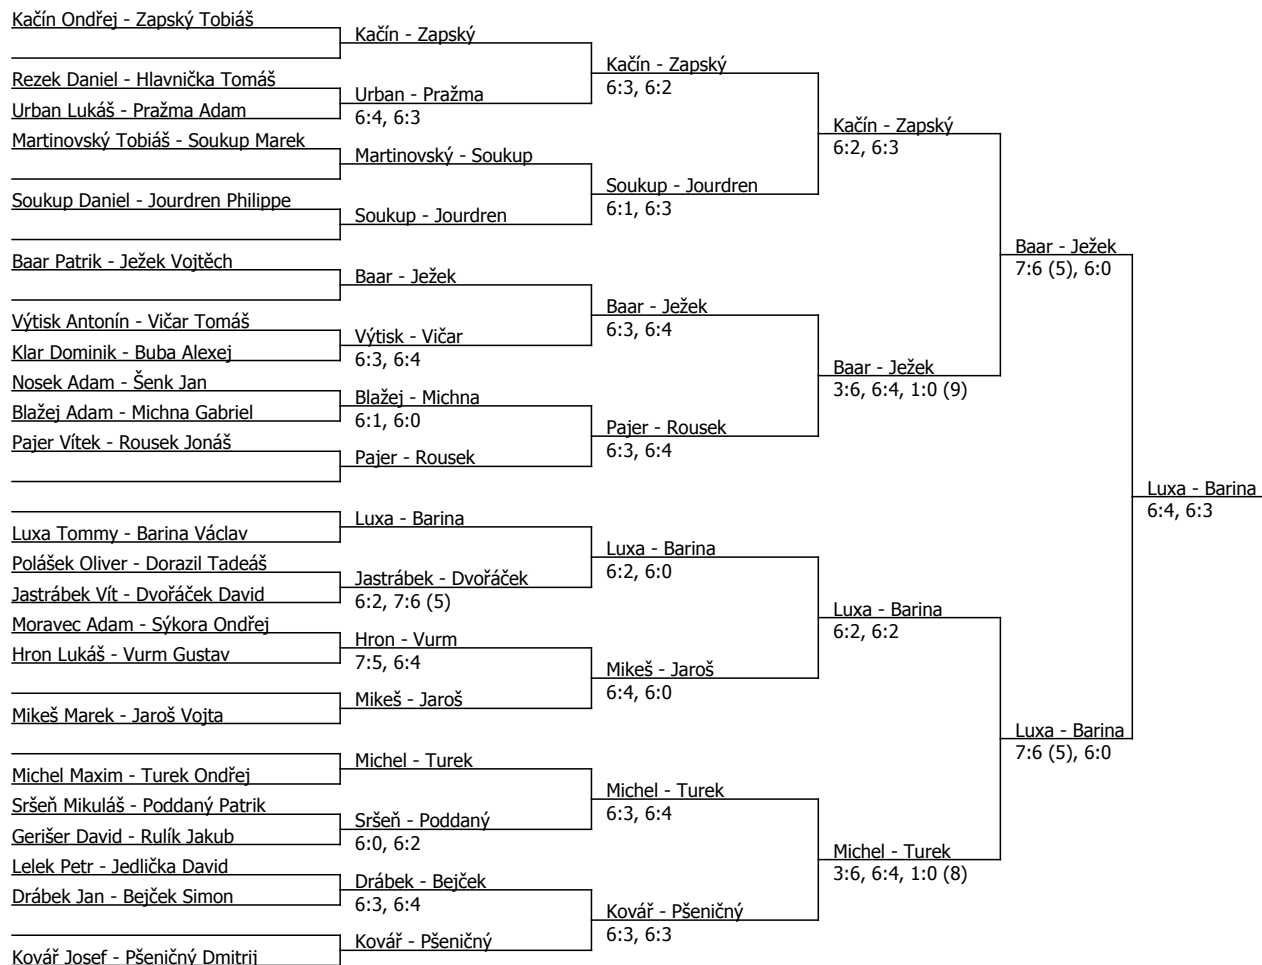 Kačín Ondřej - Zapský Tobiáš
Rezek Daniel - Hlavnička Tomáš
Urban Lukáš - Pražma Adam
Martinovský Tobiáš - Soukup Marek
Soukup Daniel - Jourdren Philippe
Baar Patrik - Ježek Vojtěch
Výtisk Antonín - Vičar Tomáš
Klar Dominik - Buba Alexej
Nosek Adam - Šenk Jan
Blažej Adam - Michna Gabriel
Pajer Vítek - Rousek Jonáš
Luxa Tommy - Barina Václav
Polášek Oliver - Dorazil Tadeáš
Jastrábek Vít - Dvořáček David
Moravec Adam - Sýkora Ondřej
Hron Lukáš - Vurm Gustav
Mikeš Marek - Jaroš Vojta
Michel Maxim - Turek Ondřej
Sršeň Mikuláš - Poddaný Patrik
Gerišer David - Rulík Jakub
Lelek Petr - Jedlička David
Drábek Jan - Bejček Simon
Kovář Josef - Pšeničný Dmitrij
Kačín - Zapský
Urban - Pražma
6:4, 6:3
Martinovský - Soukup
Soukup - Jourdren
Baar - Ježek
Výtisk - Vičar
6:3, 6:4
Blažej - Michna
6:1, 6:0
Pajer - Rousek
Luxa - Barina
Jastrábek - Dvořáček
6:2, 7:6 (5)
Hron - Vurm
7:5, 6:4
Mikeš - Jaroš
Michel - Turek
Sršeň - Poddaný
6:0, 6:2
Drábek - Bejček
6:3, 6:4
Kovář - Pšeničný
Kačín - Zapský
6:3, 6:2
Soukup - Jourdren
6:1, 6:3
Baar - Ježek
6:3, 6:4
Pajer - Rousek
6:3, 6:4
Luxa - Barina
6:2, 6:0
Mikeš - Jaroš
6:4, 6:0
Michel - Turek
6:3, 6:4
Kovář - Pšeničný
6:3, 6:3
Kačín - Zapský
6:2, 6:3
Baar - Ježek
3:6, 6:4, 1:0 (9)
Luxa - Barina
6:2, 6:2
Michel - Turek
3:6, 6:4, 1:0 (8)
Baar - Ježek
7:6 (5), 6:0
Luxa - Barina
7:6 (5), 6:0
Luxa - Barina
6:4, 6:3